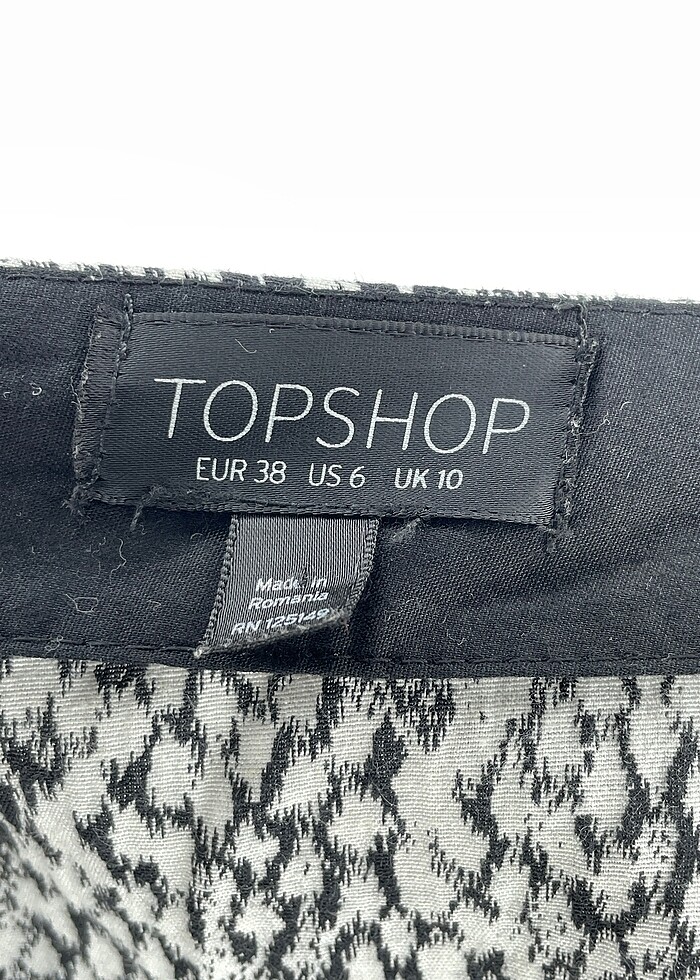 TOPSHOP
EUR 38 US 6 UK 10
Made in
Romania
RN 125149